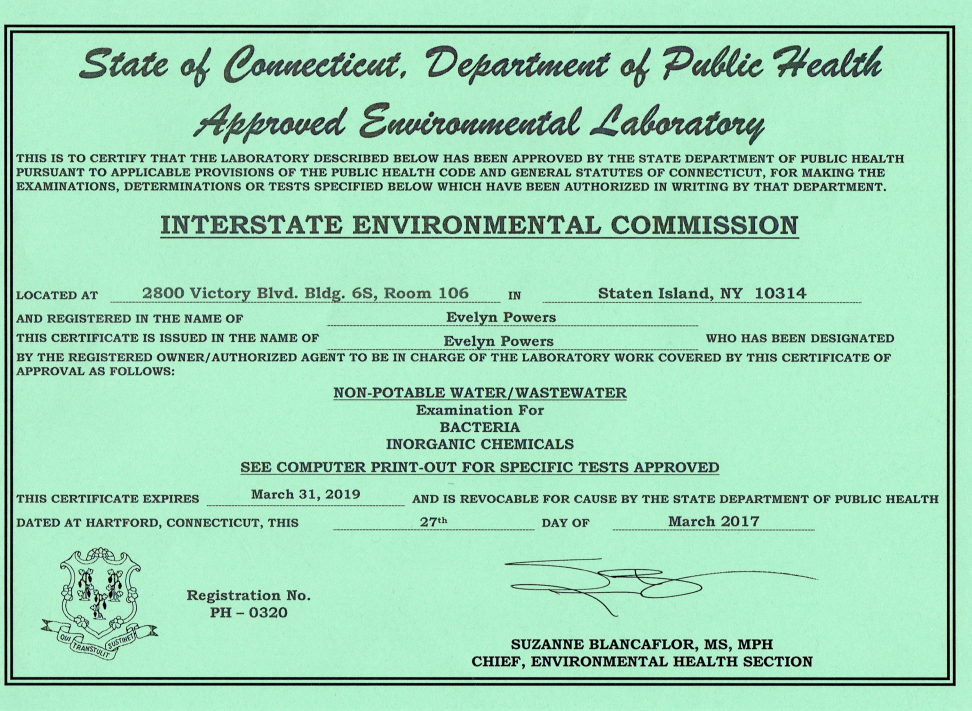 State of Connecticut, Department of Public Health
Approved Environmental Laboratory
THIS IS TO CERTIFY THAT THE LABORATORY DESCRIBED BELOW HAS BEEN APPROVED BY THE STATE DEPARTMENT OF PUBLIC HEALTH
PURSUANT TO APPLICABLE PROVISIONS OF THE PUBLIC HEALTH CODE AND GENERAL STATUTES OF CONNECTICUT, FOR MAKING THE
EXAMINATIONS, DETERMINATIONS OR TESTS SPECIFIED BELOW WHICH HAVE BEEN AUTHORIZED IN WRITING BY THAT DEPARTMENT.
INTERSTATE ENVIRONMENTAL COMMISSION
LOCATED AT 2800 Victory Blvd. Bldg. 6S, Room 106 IN Staten Island, NY 10314
AND REGISTERED IN THE NAME OF Evelyn Powers
THIS CERTIFICATE IS ISSUED IN THE NAME OF Evelyn Powers WHO HAS BEEN DESIGNATED
BY THE REGISTERED OWNER/AUTHORIZED AGENT TO BE IN CHARGE OF THE LABORATORY WORK COVERED BY THIS CERTIFICATE OF
APPROVAL AS FOLLOWS:
NON-POTABLE WATER/WASTEWATER
Examination For
BACTERIA
INORGANIC CHEMICALS
SEE COMPUTER PRINT-OUT FOR SPECIFIC TESTS APPROVED
THIS CERTIFICATE EXPIRES March 31, 2019 AND IS REVOCABLE FOR CAUSE BY THE STATE DEPARTMENT OF PUBLIC HEALTH
DATED AT HARTFORD, CONNECTICUT, THIS 27th DAY OF March 2017
Registration No.
PH – 0320
QUI TRANSTULIT SUSTINET
SUZANNE BLANCAFLOR, MS, MPH
CHIEF, ENVIRONMENTAL HEALTH SECTION